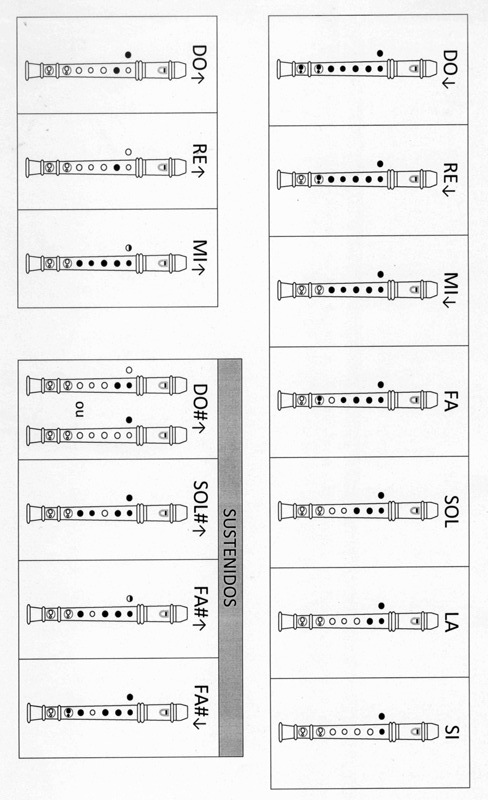 DO↓
RE↓
MI↓
FA
SOL
LA
SI
DO↑
RE↑
MI↑
SUSTENIDOS
DO#↑
ou
SOL#↑
FA#↑
FA#↓